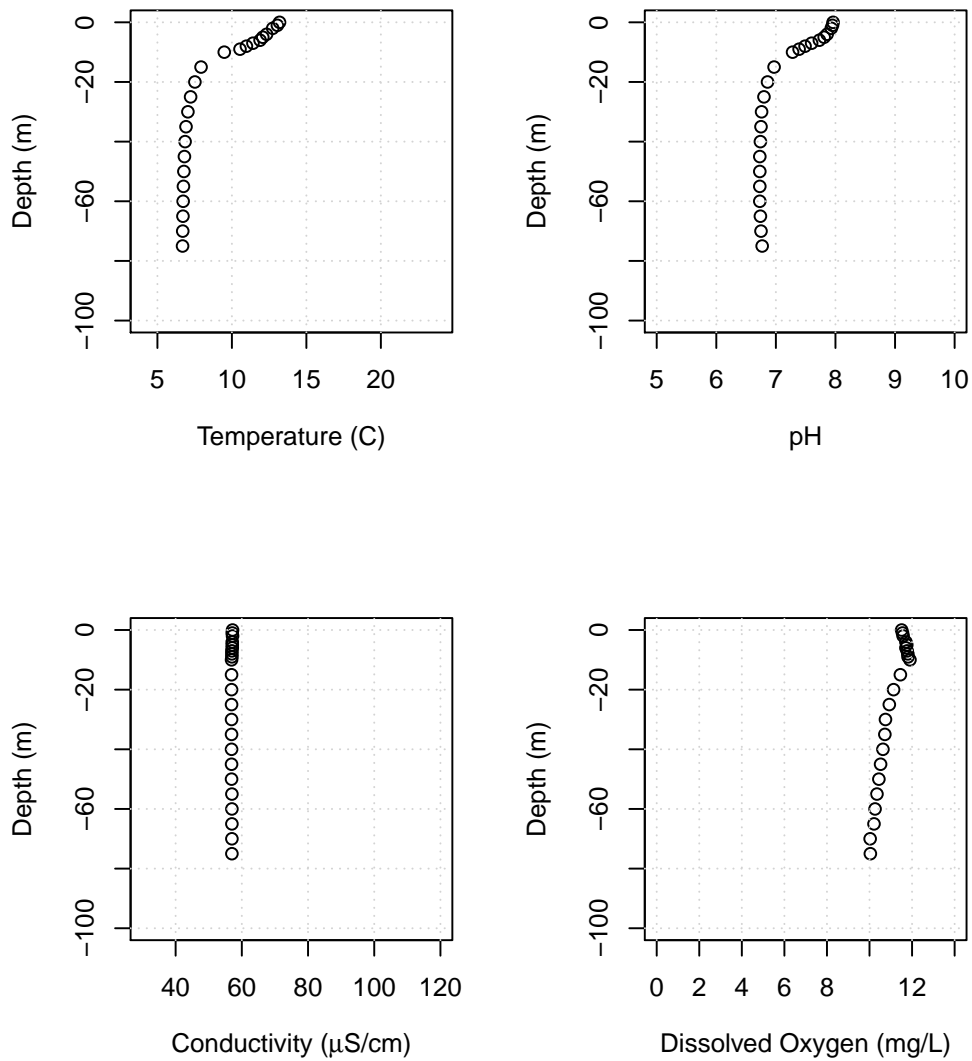 0
−20
−60
−100
Depth (m)
5 10 15 20
Temperature (C)
0
−20
−60
−100
Depth (m)
5 6 7 8 9 10
pH
0
−20
−60
−100
Depth (m)
40 60 80 100 120
Conductivity (µS/cm)
0
−20
−60
−100
Depth (m)
0 2 4 6 8 12
Dissolved Oxygen (mg/L)